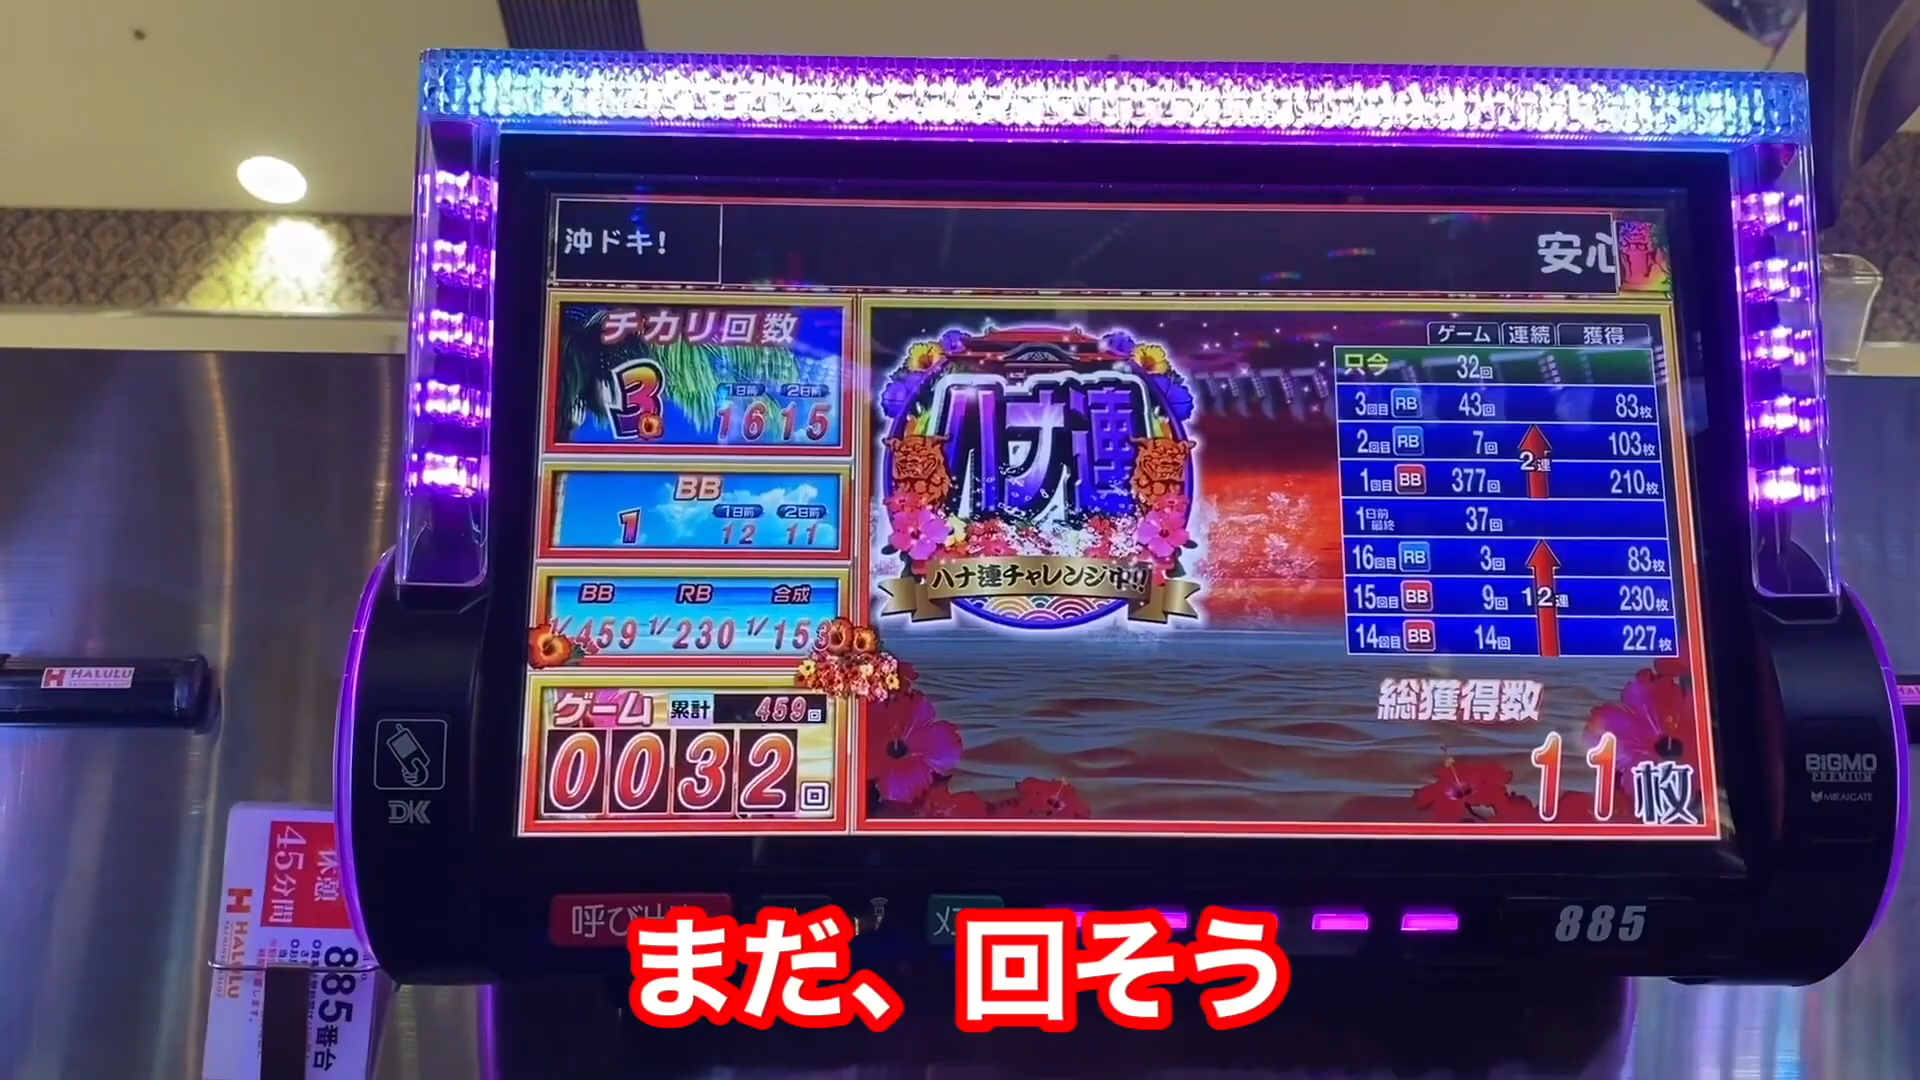 沖ドキ!
安心
チカリ回数
3
1日前 2日前
16 15
BB
1
1日前 2日前
12 11
BB RB 合成
1/459 1/230 1/153
ゲーム 累計 459回
0032回
ハナ連
ハナ連チャレンジ中!!
ゲーム 連続 獲得
只今 32回
3回目 RB 43回 83枚
2回目 RB 7回 103枚
2連
1回目 BB 377回 210枚
1日前最終 37回
16回目 RB 3回 83枚
15回目 BB 9回 12連 230枚
14回目 BB 14回 227枚
総獲得数
11枚
DK
BiGMO
PREMIUM
MIRAIGATE
885
HALULU
休憩
45分間
HALULU
885番台
呼び
メ
まだ、回そう